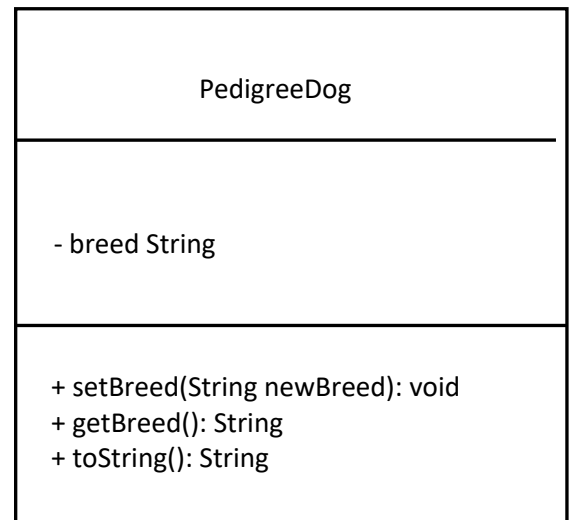 PedigreeDog
- breed String
+ setBreed(String newBreed): void
+ getBreed(): String
+ toString(): String